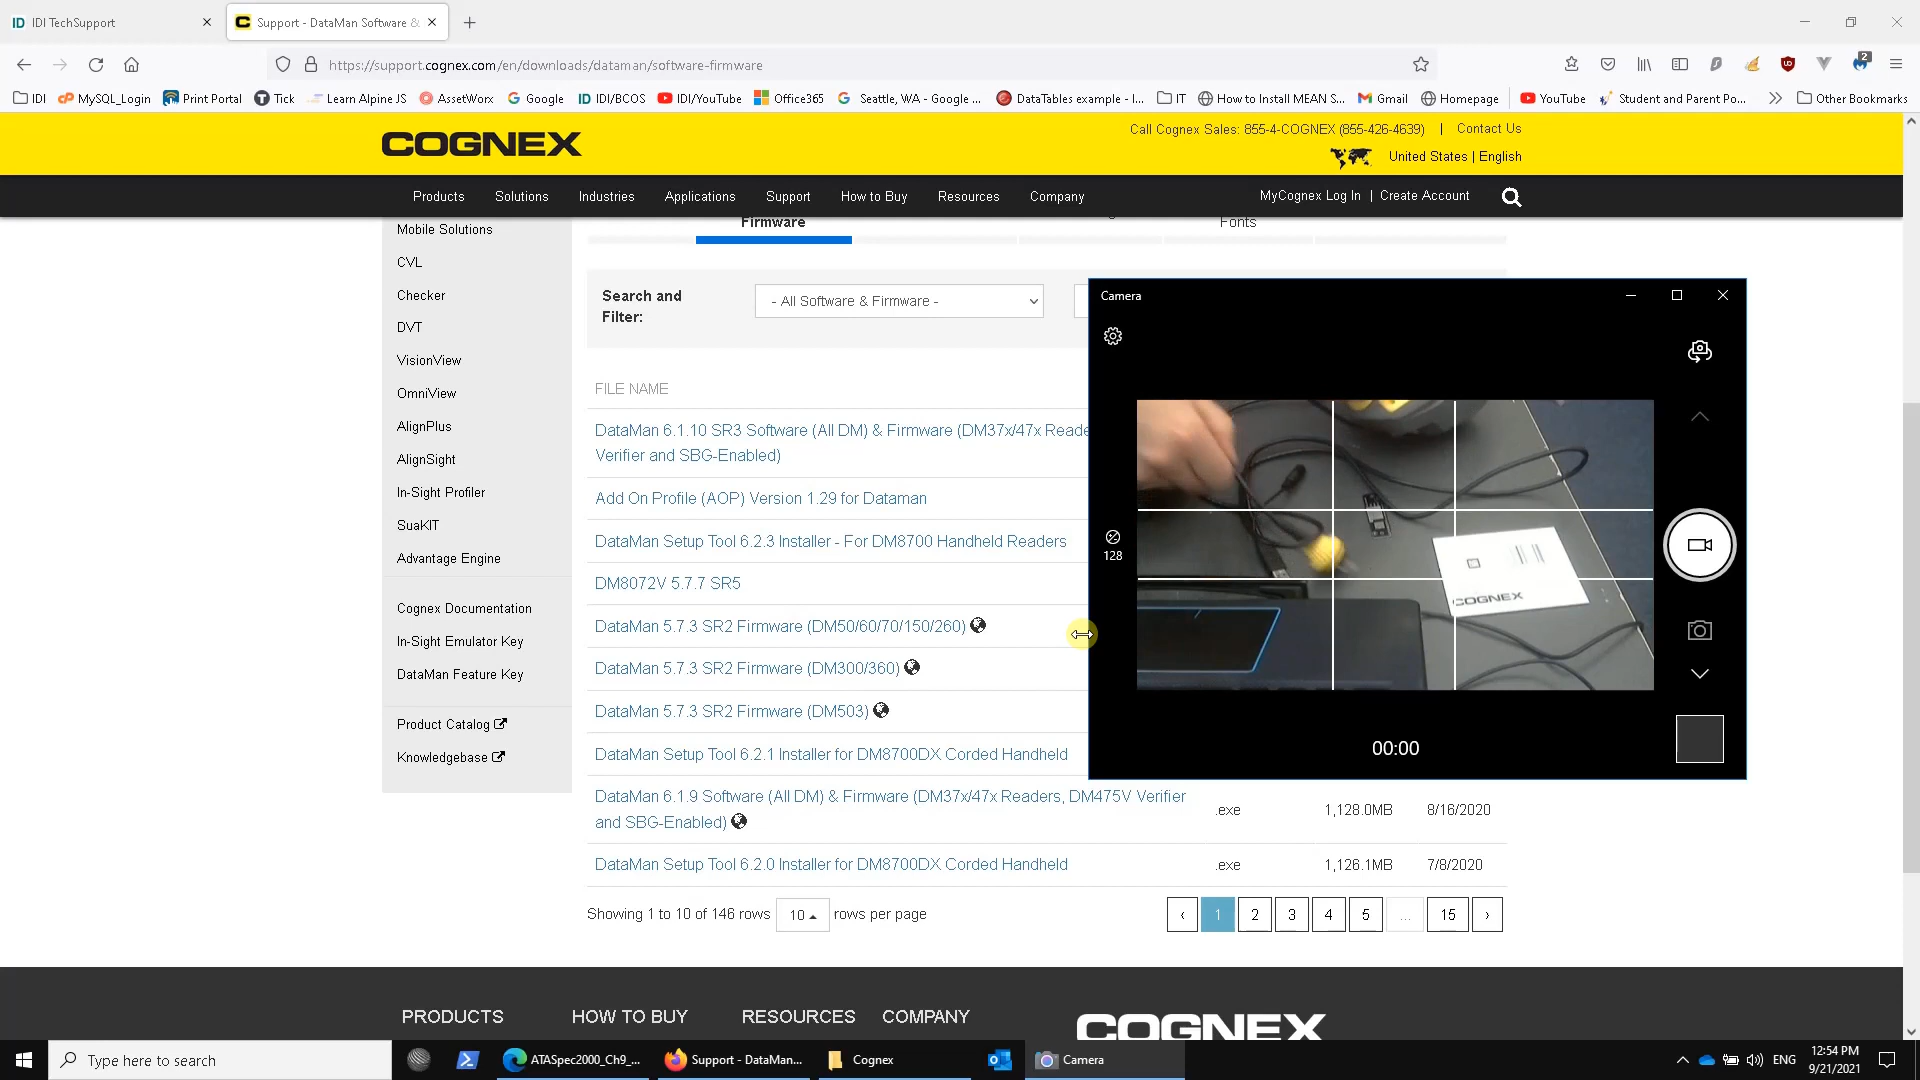 IDI TechSupport
Support - DataMan Software &
https://support.cognex.com/en/downloads/dataman/software-firmware
2
IDI
MySQL_Login
Print Portal
Tick
Learn Alpine JS
AssetWorx
Google
IDI/BCOS
IDI/YouTube
Office365
Seattle, WA - Google ...
DataTables example - I...
IT
How to Install MEAN S...
Gmail
Homepage
YouTube
Student and Parent Po...
Other Bookmarks
COGNEX
Call Cognex Sales: 855-4-COGNEX (855-426-4639) | Contact Us
United States | English
Products Solutions Industries Applications Support How to Buy Resources Company
MyCognex Log In | Create Account
Firmware
Fonts
Mobile Solutions
CVL
Checker
DVT
VisionView
OmniView
AlignPlus
AlignSight
In-Sight Profiler
SuaKIT
Advantage Engine
Cognex Documentation
In-Sight Emulator Key
DataMan Feature Key
Product Catalog
Knowledgebase
Search and
Filter:
- All Software & Firmware -
FILE NAME
DataMan 6.1.10 SR3 Software (All DM) & Firmware (DM37x/47x
Verifier and SBG-Enabled)
Add On Profile (AOP) Version 1.29 for Dataman
DataMan Setup Tool 6.2.3 Installer - For DM8700 Handheld Readers
DM8072V 5.7.7 SR5
DataMan 5.7.3 SR2 Firmware (DM50/60/70/150/260)
DataMan 5.7.3 SR2 Firmware (DM300/360)
DataMan 5.7.3 SR2 Firmware (DM503)
DataMan Setup Tool 6.2.1 Installer for DM8700DX Corded Handheld
DataMan 6.1.9 Software (All DM) & Firmware (DM37x/47x Readers, DM475V Verifier
and SBG-Enabled)
.exe 1,128.0MB 8/16/2020
DataMan Setup Tool 6.2.0 Installer for DM8700DX Corded Handheld .exe 1,126.1MB 7/8/2020
Showing 1 to 10 of 146 rows 10 rows per page
‹ 1 2 3 4 5 ... 15 ›
Camera
128
COGNEX
00:00
PRODUCTS HOW TO BUY RESOURCES COMPANY
COGNEX
Type here to search
ATASpec2000_Ch9_...
Support - DataMan...
Cognex
Camera
ENG
12:54 PM
9/21/2021